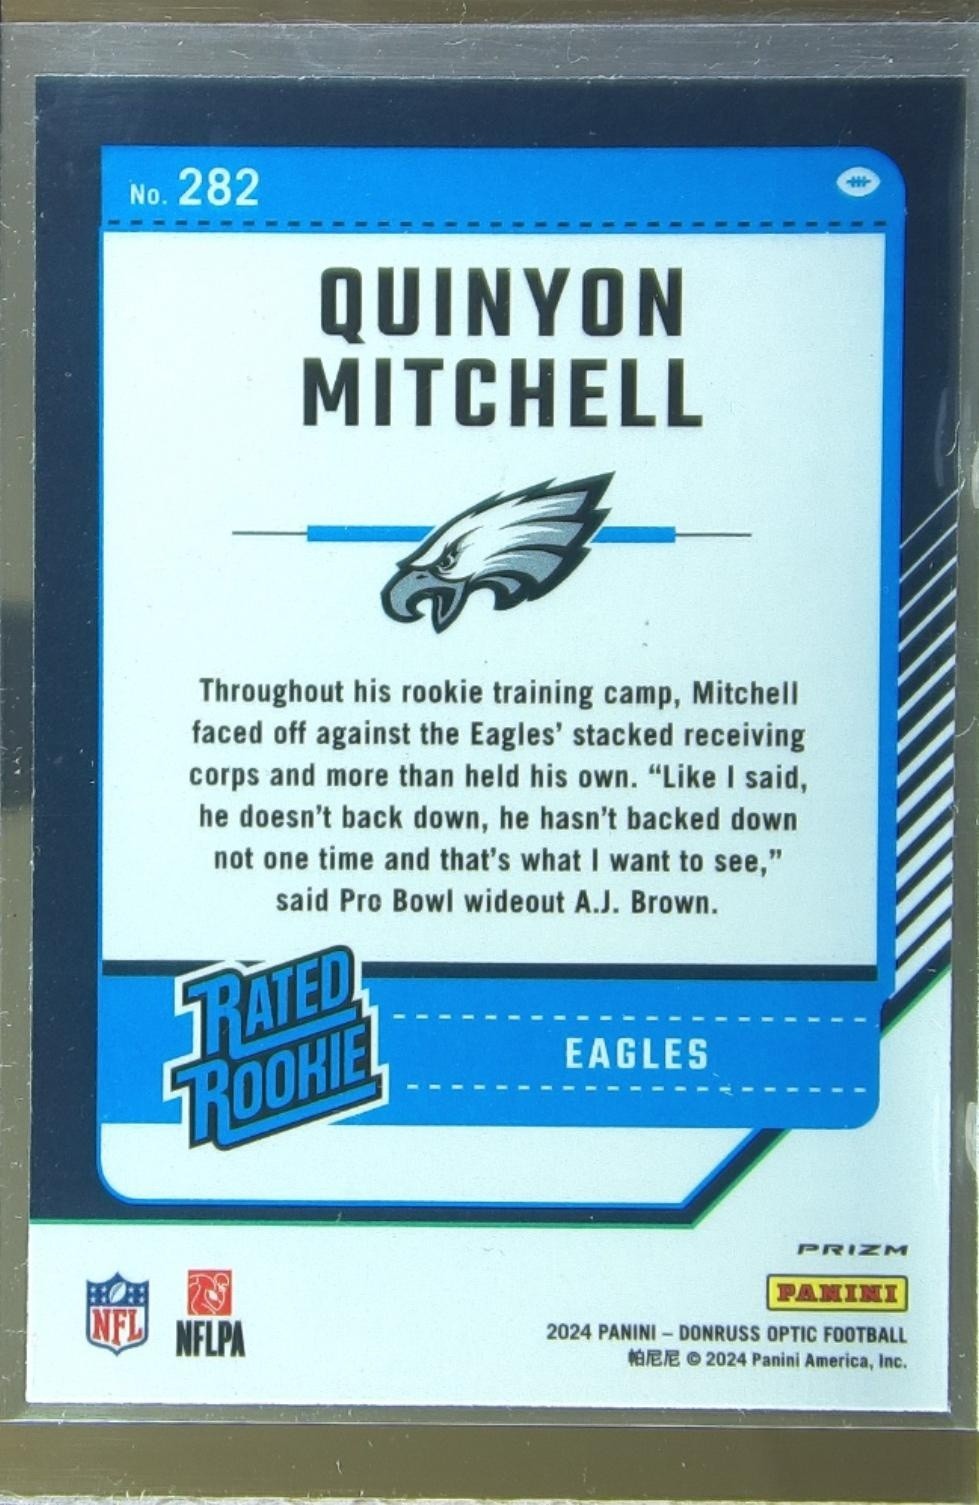 No. 282
QUINYON
MITCHELL
Throughout his rookie training camp, Mitchell
faced off against the Eagles’ stacked receiving
corps and more than held his own. “Like I said,
he doesn’t back down, he hasn’t backed down
not one time and that’s what I want to see,”
said Pro Bowl wideout A.J. Brown.
RATED
ROOKIE
EAGLES
PRIZM
PANINI
NFL
NFLPA
2024 PANINI – DONRUSS OPTIC FOOTBALL
帕尼尼 © 2024 Panini America, Inc.